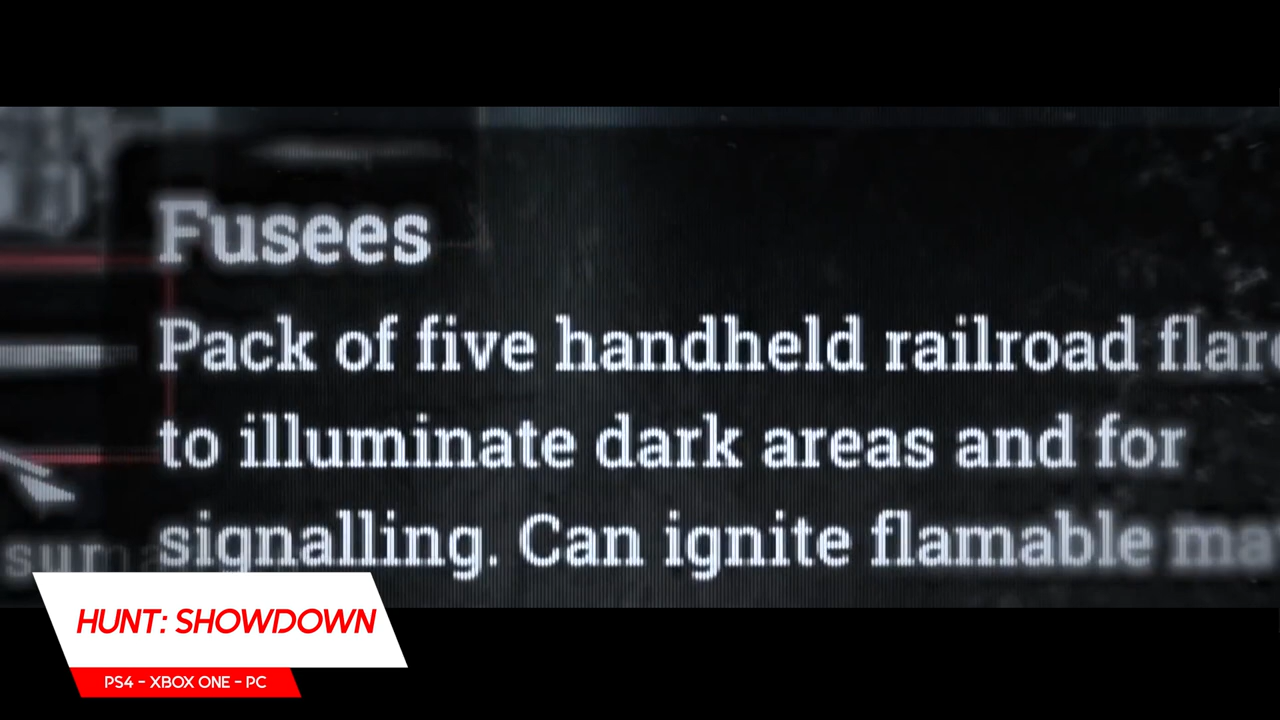 Fusees
Pack of five handheld railroad
to illuminate dark areas and for
signalling. Can ignite flamable
HUNT: SHOWDOWN
PS4 - XBOX ONE - PC